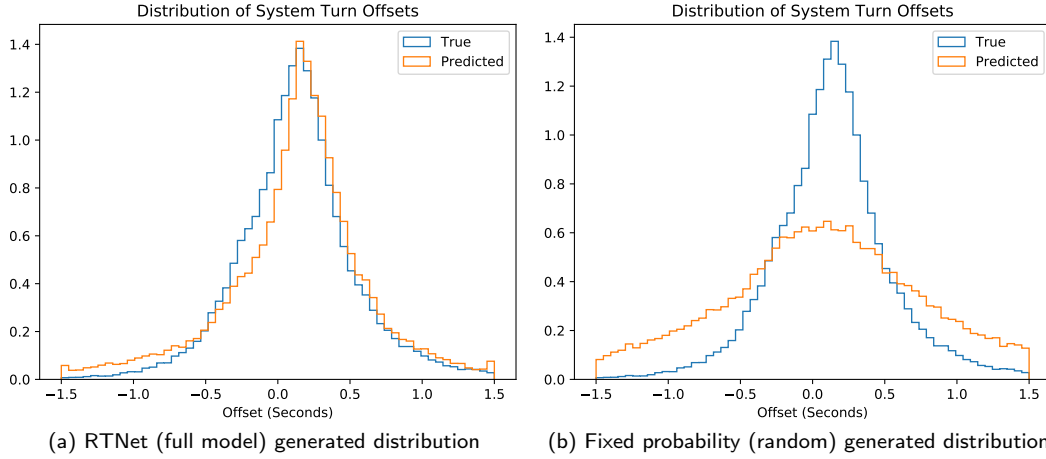 Distribution of System Turn Offsets
True
Predicted
1.4
1.2
1.0
0.8
0.6
0.4
0.2
0.0
−1.5 −1.0 −0.5 0.0 0.5 1.0 1.5
Offset (Seconds)
(a) RTNet (full model) generated distribution
Distribution of System Turn Offsets
True
Predicted
1.4
1.2
1.0
0.8
0.6
0.4
0.2
0.0
−1.5 −1.0 −0.5 0.0 0.5 1.0 1.5
Offset (Seconds)
(b) Fixed probability (random) generated distribution